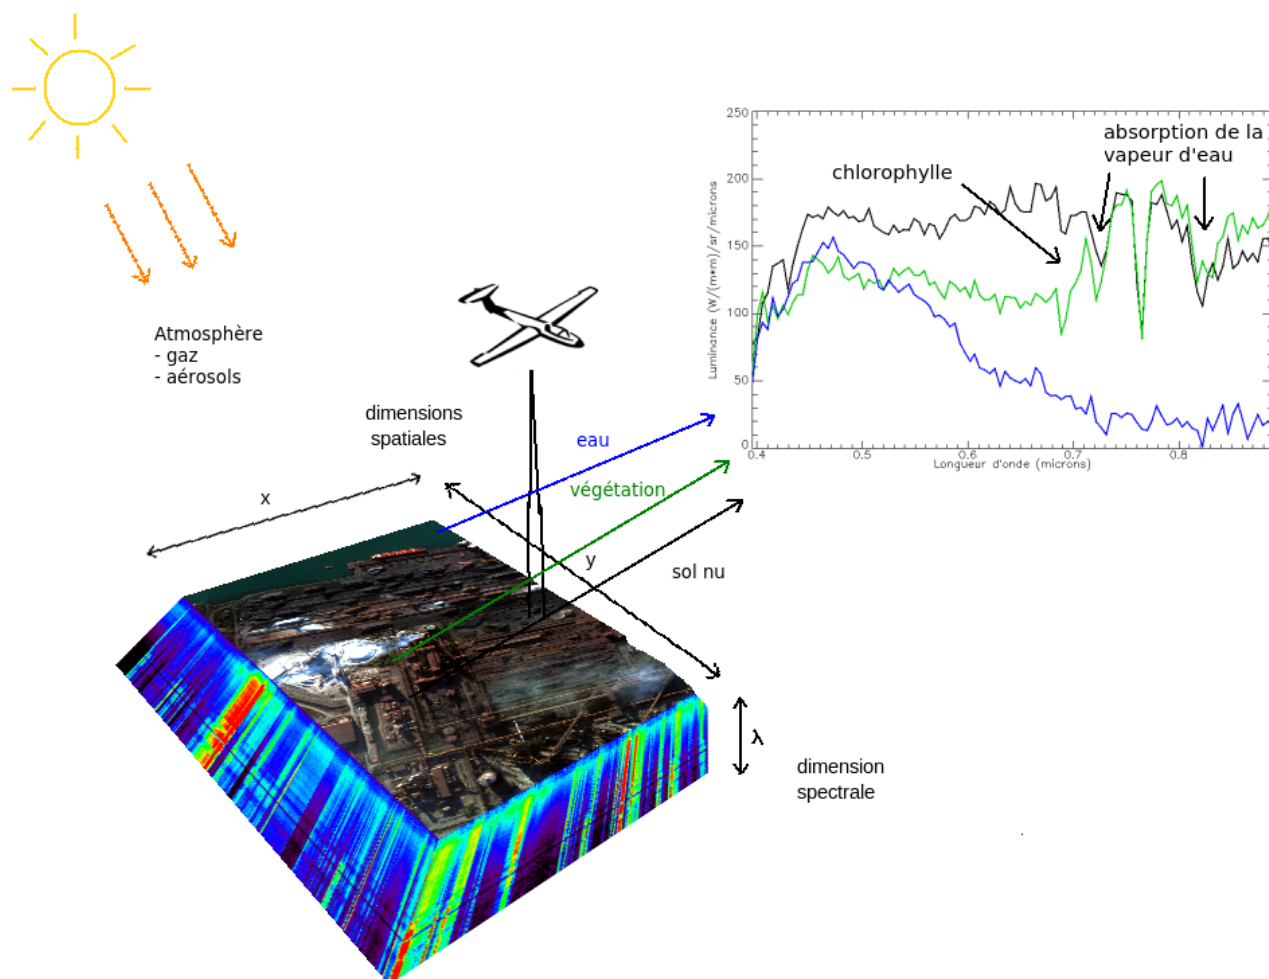 250
200
150
100
50
0
Luminance (W/(m*m)/sr/microns
0.4
0.5
0.6
0.7
0.8
Longueur d'onde (microns)
absorption de la
vapeur d'eau
chlorophylle
Atmosphère
- gaz
- aérosols
dimensions
spatiales
eau
végétation
x
y
sol nu
λ
dimension
spectrale